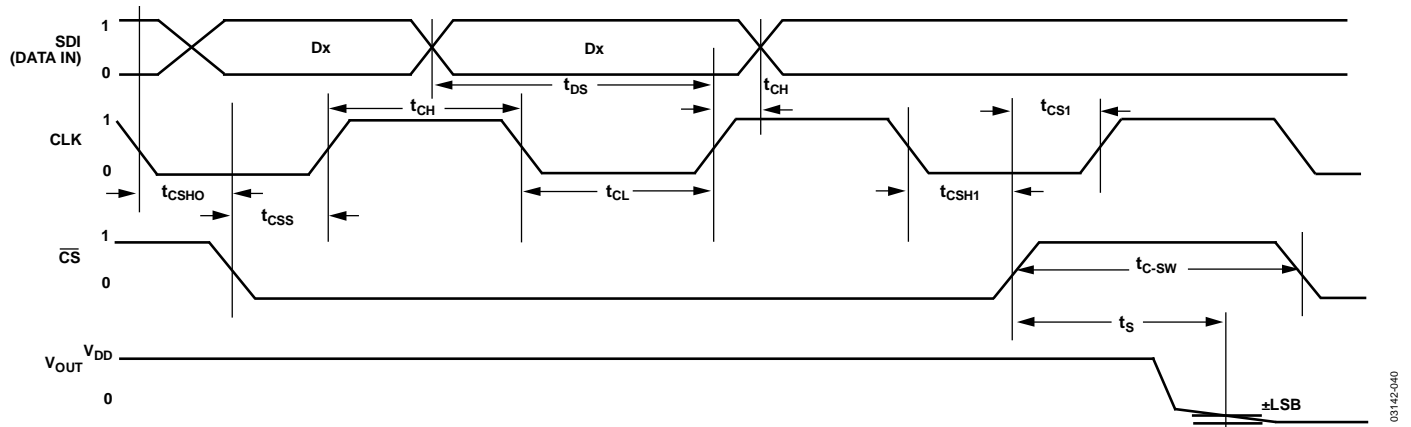 SDI
(DATA IN)
1
0
Dx
Dx
tDS
tCH
CLK
1
0
tCH
tCS1
tCSHO
tCSS
tCL
tCSH1
CS
1
0
tC-SW
tS
VOUT
VDD
0
±LSB
03142-040